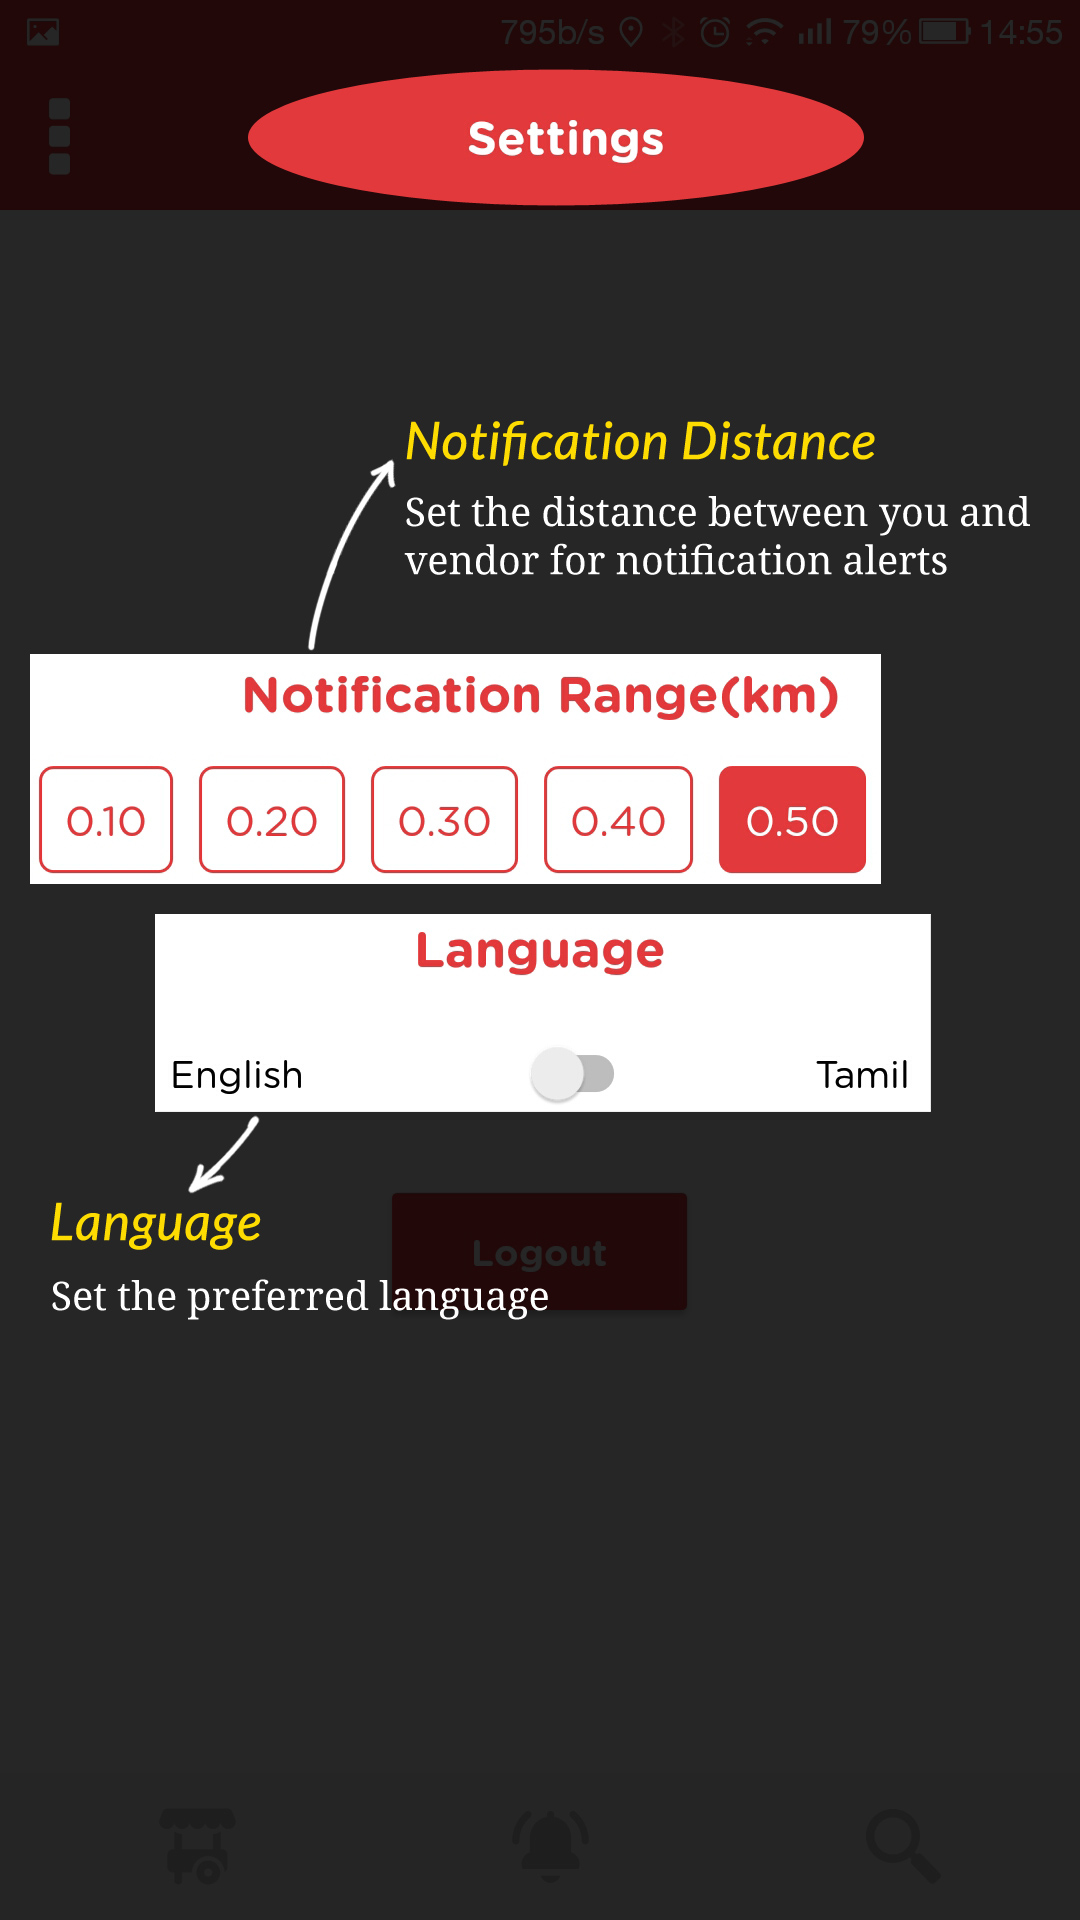 795b/s 79% 14:55
Settings
Notification Distance
Set the distance between you and
vendor for notification alerts
Notification Range(km)
0.10 0.20 0.30 0.40 0.50
Language
English Tamil
Language
Logout
Set the preferred language